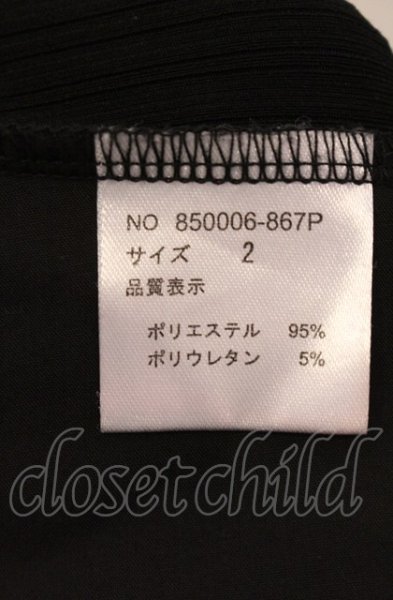 NO 850006-867P
サイズ 2
品質表示
ポリエステル 95%
ポリウレタン 5%
closet child